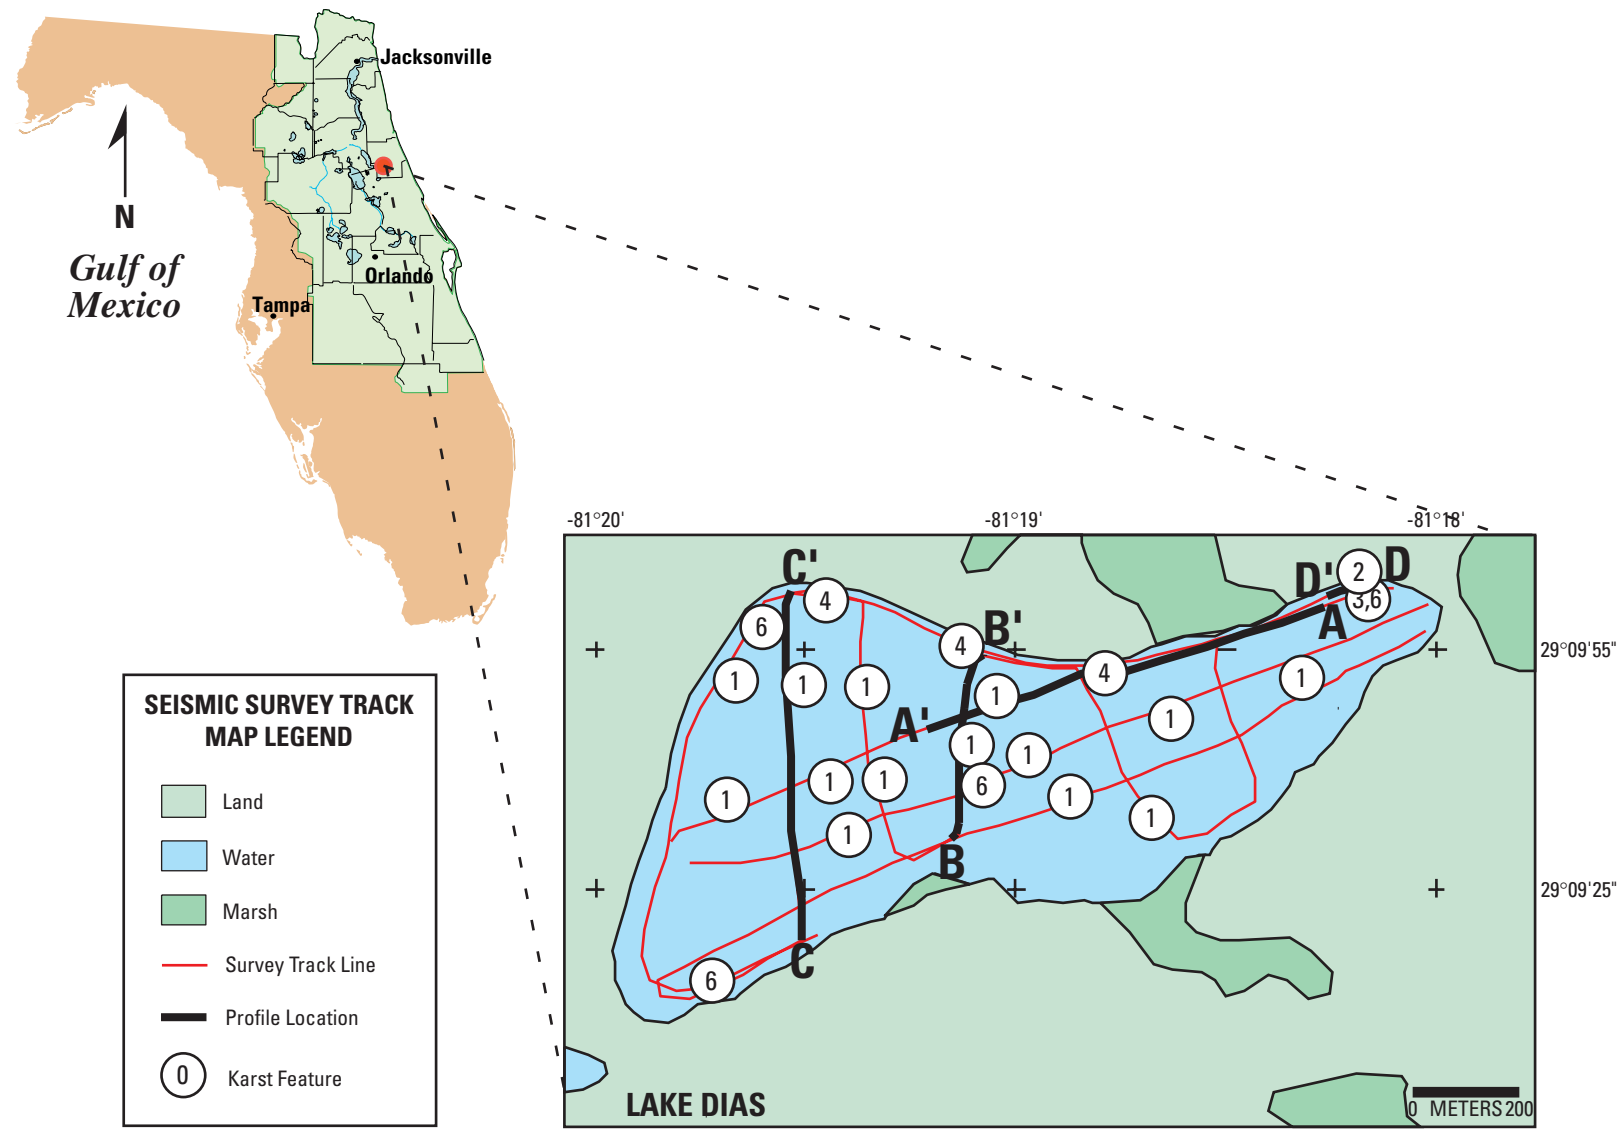 Jacksonville
N
Gulf of
Mexico
Orlando
Tampa
-81°20'
-81°19'
-81°18'
C'
4
6
1
1
1
4
B'
D'
2
D
3,6
A
29°09'55"
4
1
1
1
A'
1
1
6
1
1
1
1
1
1
B
29°09'25"
C
6
LAKE DIAS
0 METERS 200
SEISMIC SURVEY TRACK
MAP LEGEND
Land
Water
Marsh
Survey Track Line
Profile Location
0 Karst Feature